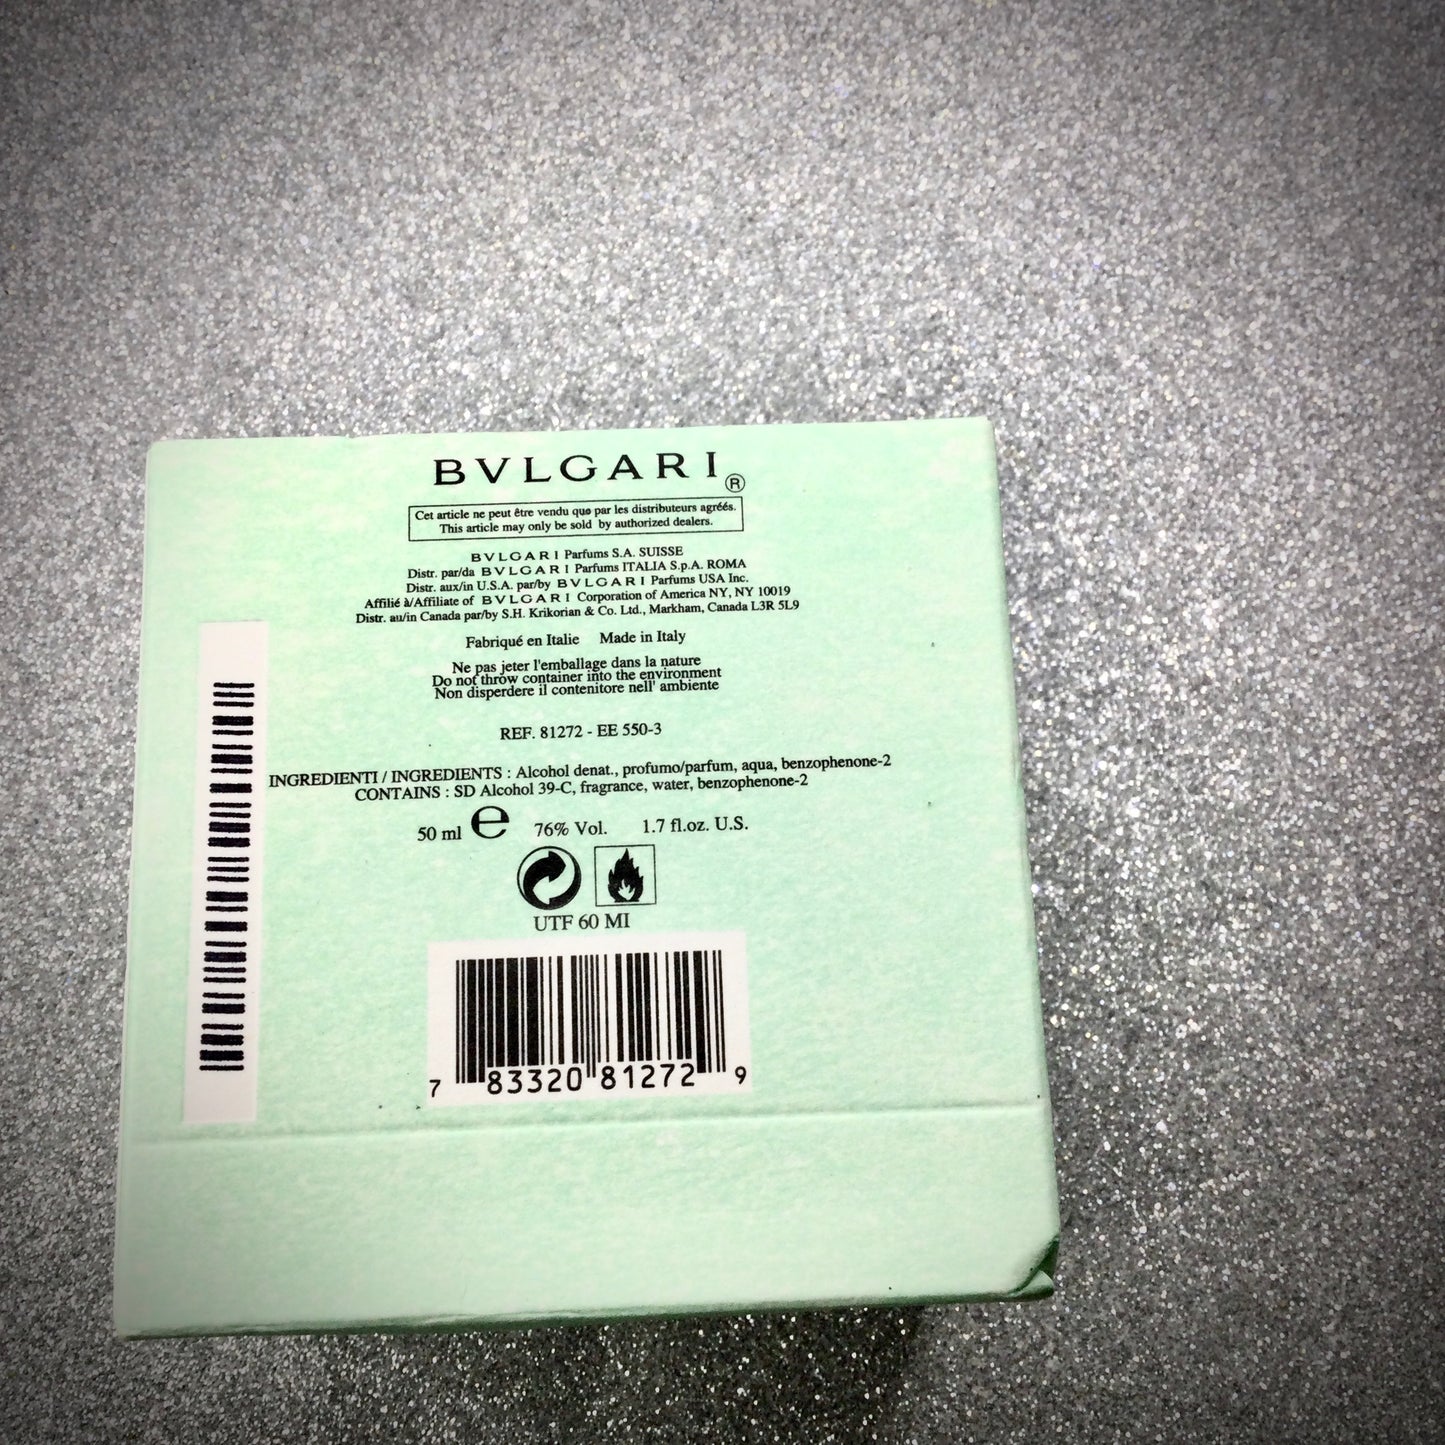 BVLGARI®
Cet article ne peut être vendu que par les distributeurs agréés.
This article may only be sold by authorized dealers.
BVLGARI Parfums S.A. SUISSE
Distr. par/da BVLGARI Parfums ITALIA S.p.A. ROMA
Distr. aux/in U.S.A. par/by BVLGARI Parfums USA Inc.
Affilié à/Affiliate of BVLGARI Corporation of America NY, NY 10019
Distr. au/in Canada par/by S.H. Krikorian & Co. Ltd., Markham, Canada L3R 5L9
Fabriqué en Italie Made in Italy
Ne pas jeter l'emballage dans la nature
Do not throw container into the environment
Non disperdere il contenitore nell' ambiente
REF. 81272 - EE 550-3
INGREDIENTI / INGREDIENTS : Alcohol denat., profumo/parfum, aqua, benzophenone-2
CONTAINS : SD Alcohol 39-C, fragrance, water, benzophenone-2
50 ml e 76% Vol. 1.7 fl.oz. U.S.
UTF 60 MI
7 83320 81272 9